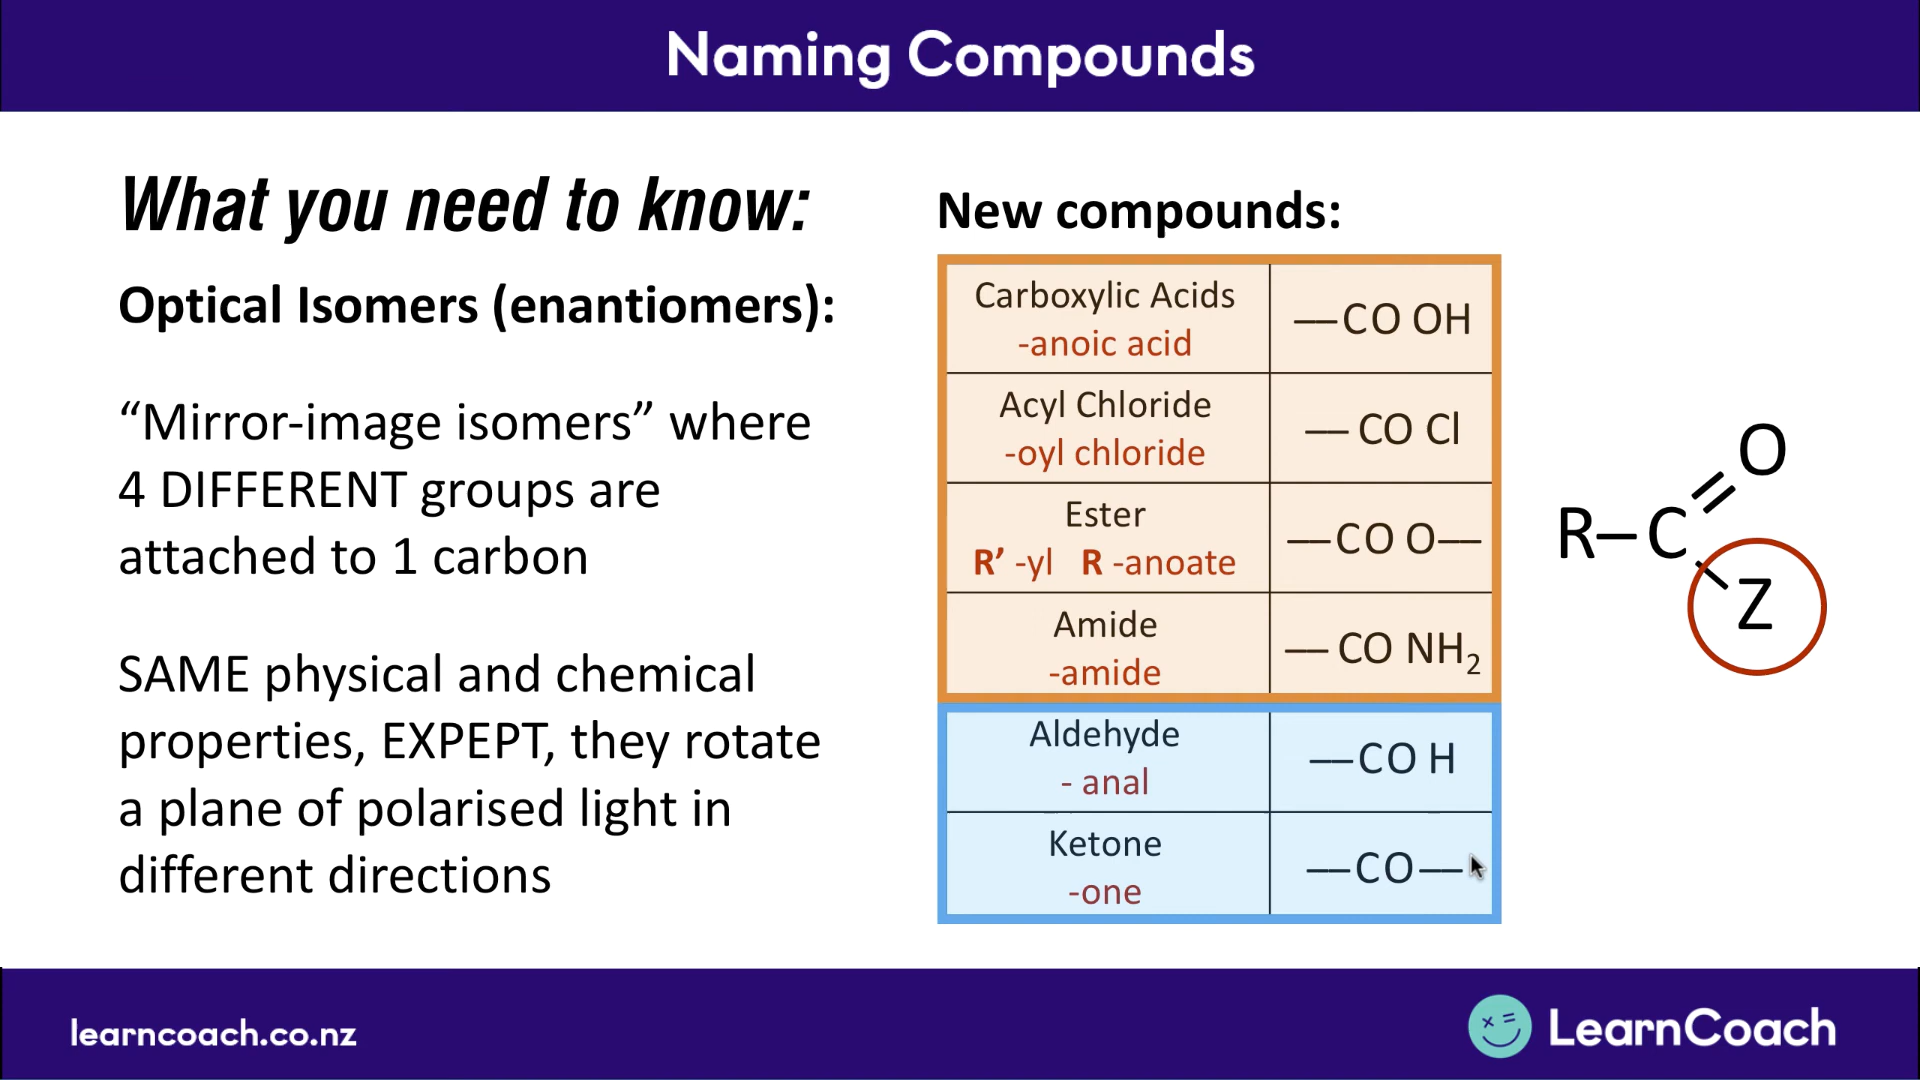 Naming Compounds
What you need to know:
Optical Isomers (enantiomers):
“Mirror-image isomers” where
4 DIFFERENT groups are
attached to 1 carbon
SAME physical and chemical
properties, EXPEPT, they rotate
a plane of polarised light in
different directions
New compounds:
Carboxylic Acids
-anoic acid
—CO OH
Acyl Chloride
-oyl chloride
— CO Cl
Ester
R’ -yl R -anoate
—CO O—
Amide
-amide
— CO NH₂
Aldehyde
- anal
—CO H
Ketone
-one
—CO—
O
R–C
Z
learncoach.co.nz
LearnCoach